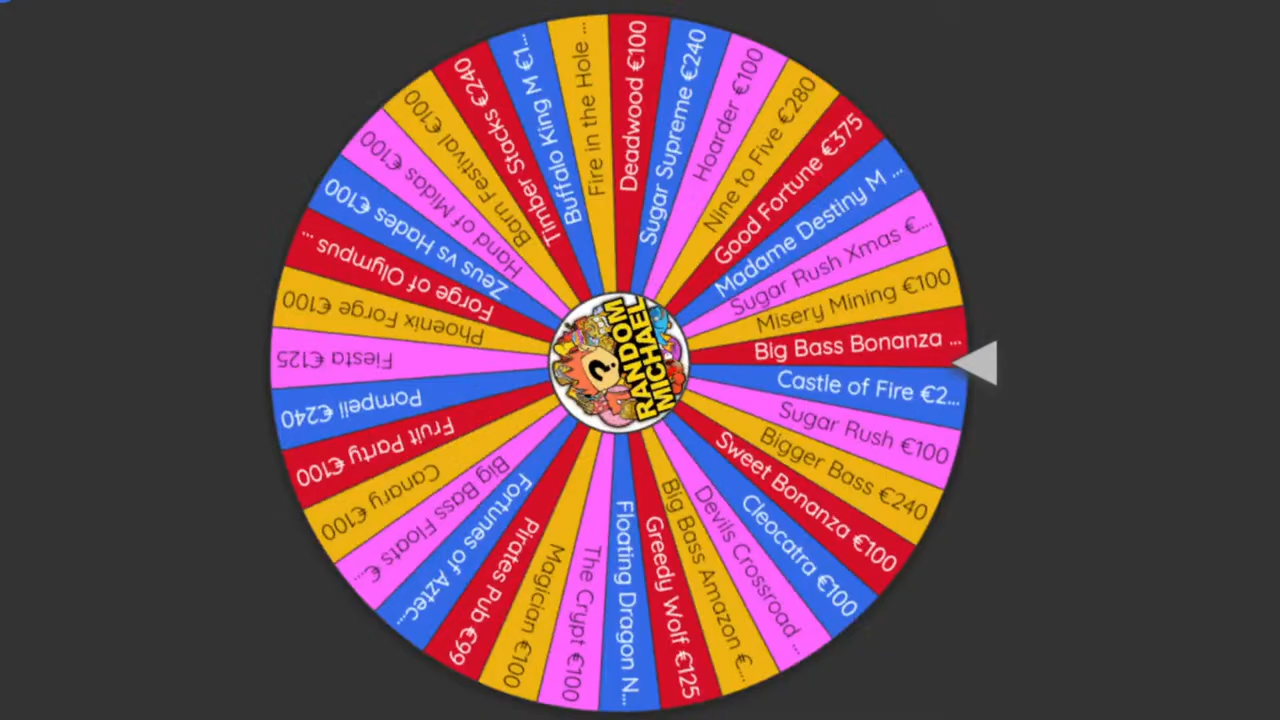 Deadwood €100
Sugar Supreme €240
Hoarder €100
Nine to Five €280
Good Fortune €375
Madame Destiny M ...
Sugar Rush Xmas €...
Misery Mining €100
Big Bass Bonanza ...
Castle of Fire €2...
Sugar Rush €100
Bigger Bass €240
Sweet Bonanza €100
Cleocatra €100
Devils Crossroad ...
Big Bass Amazon €...
Greedy Wolf €125
Floating Dragon N...
The Crypt €100
Magician €100
Pirates Pub €99
Fortunes of Aztec...
Big Bass Floats €...
Canary €100
Fruit Party €100
Pompeii €240
Fiesta €125
Phoenix Forge €100
Forge of Olympus ...
Zeus vs Hades €100
Hand of Midas €100
Barn Festival €100
Timber Stacks €240
Buffalo King M €1...
Fire in the Hole ...
?
RANDOM
MICHAEL